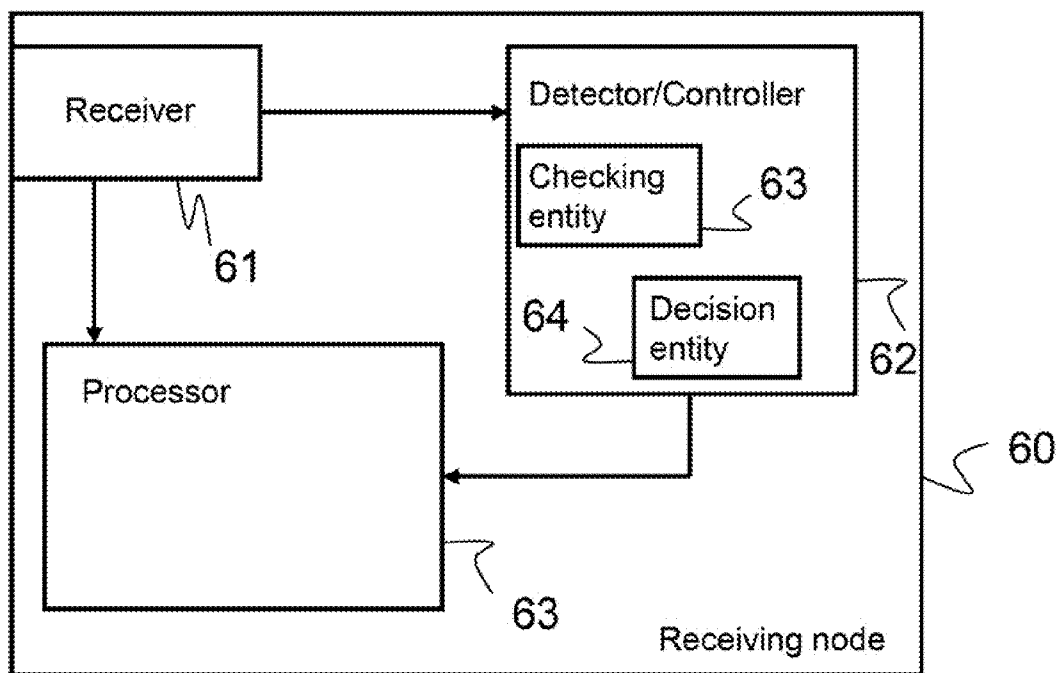 Receiver
61
Detector/Controller
Checking
entity
63
64
Decision
entity
62
Processor
63
60
Receiving node